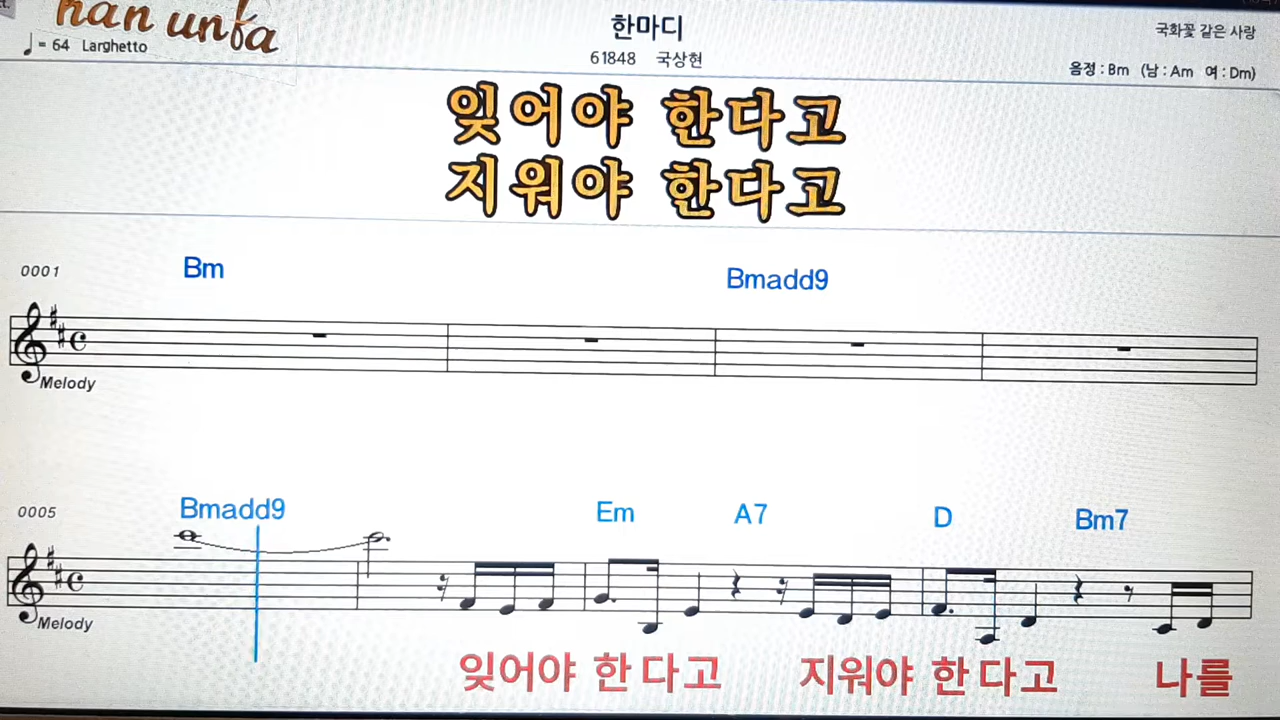 han unfa
♩ = 64 Larghetto
한마디
61848 국상현
국화꽃 같은 사랑
음정 : Bm (남 : Am 여 : Dm)
잊어야 한다고
지워야 한다고
0001 Bm Bmadd9
Melody
0005 Bmadd9 Em A7 D Bm7
Melody
잊어야 한다고 지워야 한다고 나를